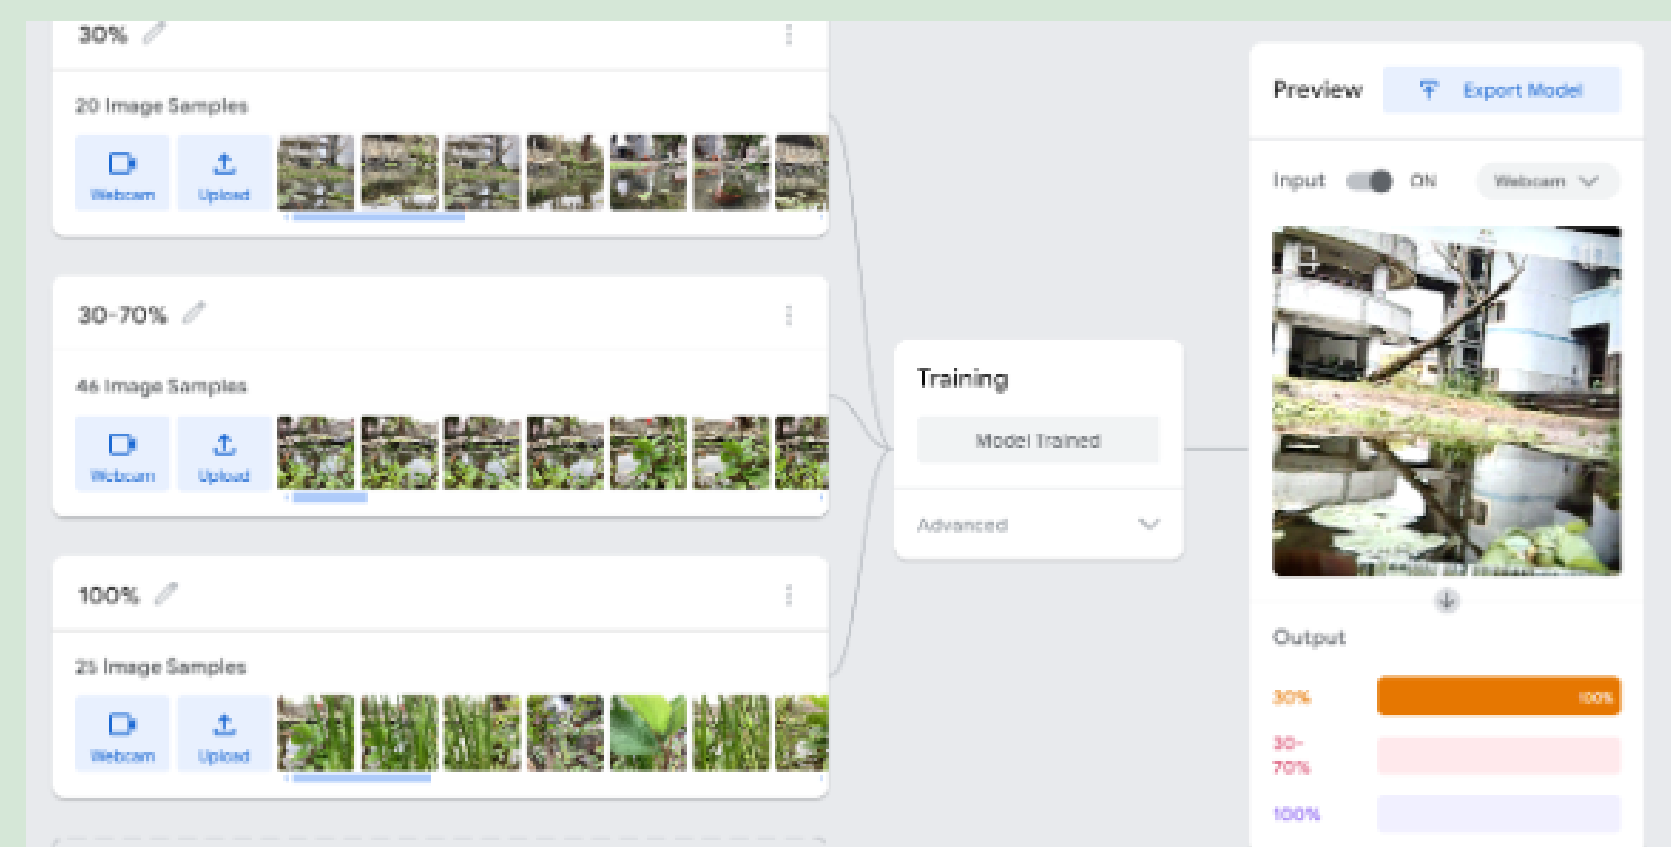 30%
20 Image Samples
Webcam
Upload
30-70%
46 Image Samples
Webcam
Upload
100%
25 Image Samples
Webcam
Upload
Training
Model Trained
Advanced
Preview
Export Model
Input
ON
Webcam
Output
30%
100%
30-
70%
100%